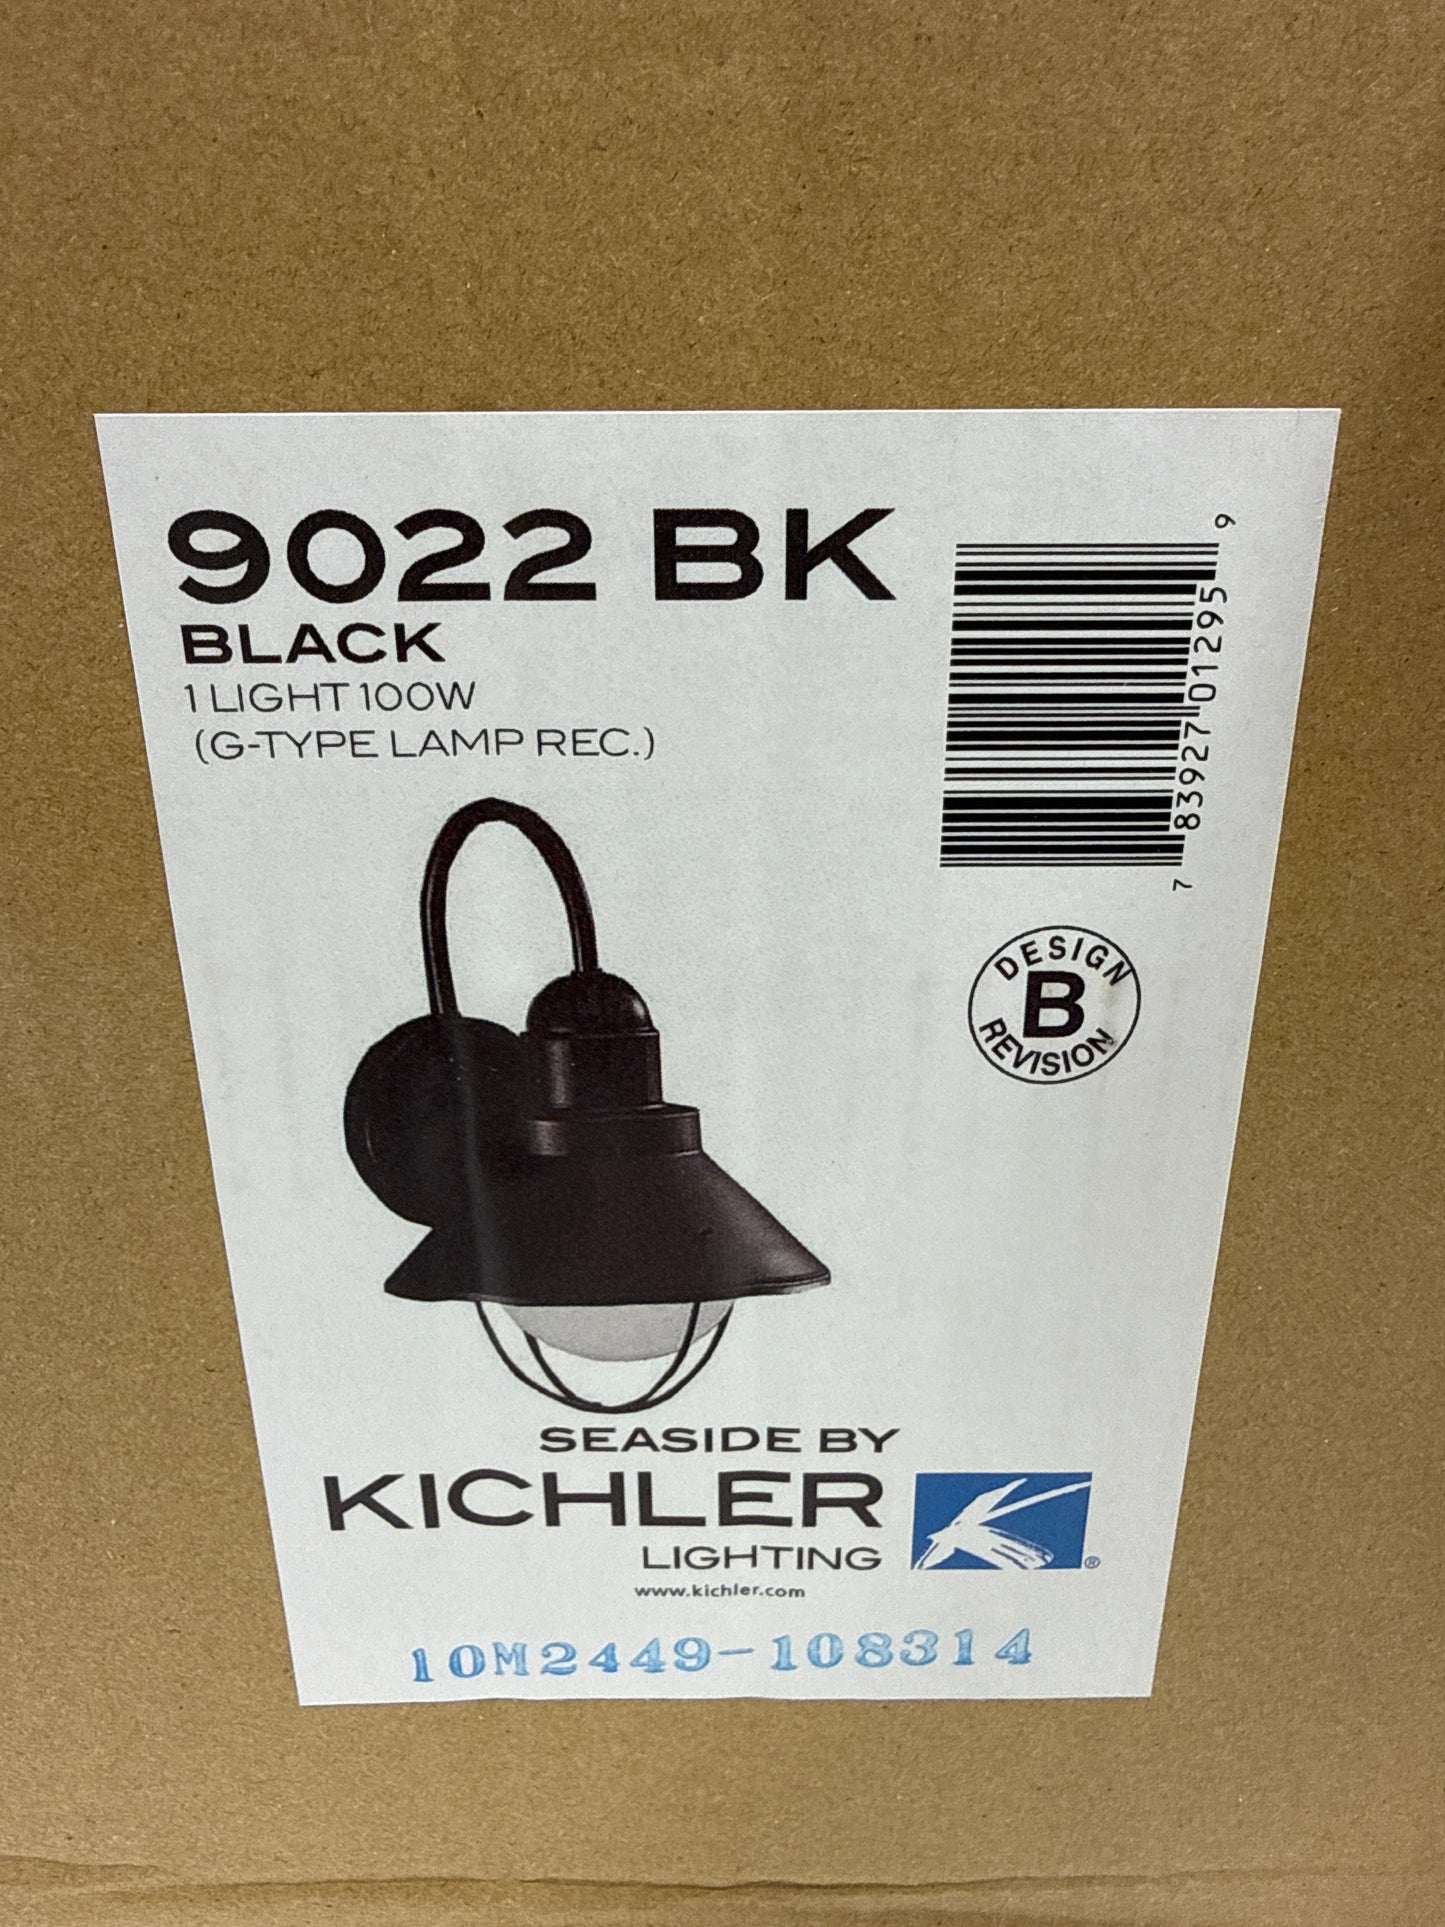 9022 BK
BLACK
1 LIGHT 100W
(G-TYPE LAMP REC.)
7 83927 01295 9
DESIGN
B
REVISION
SEASIDE BY
KICHLER
LIGHTING
®
www.kichler.com
10M2449-108314